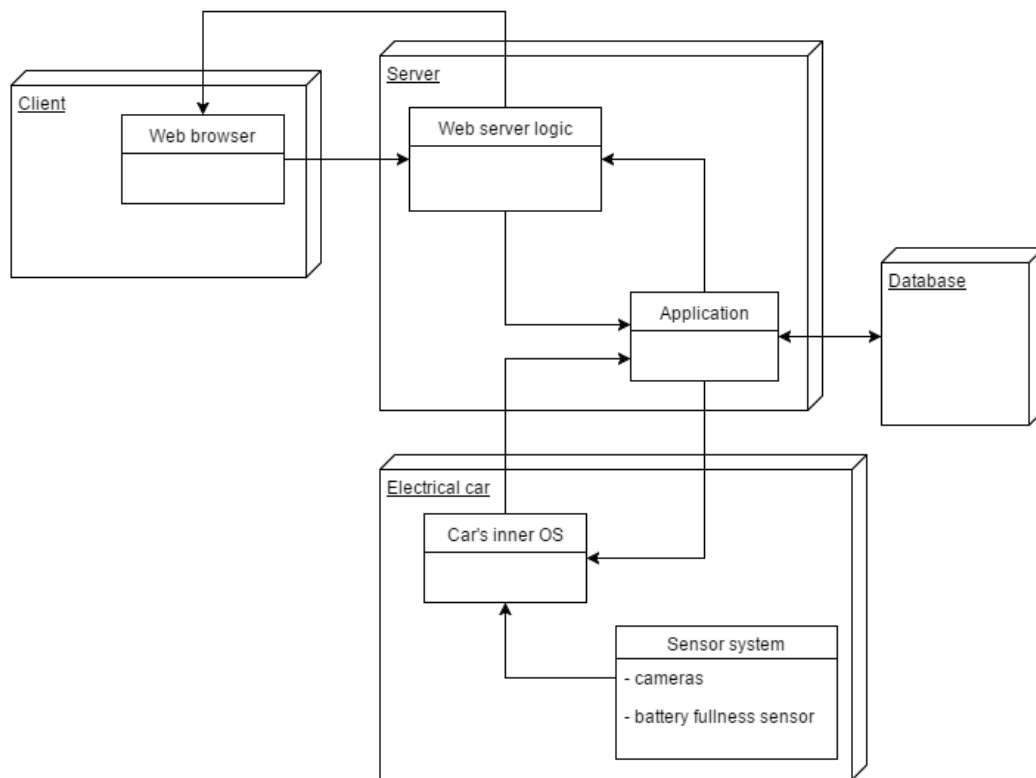 Server
Client
Web browser
Web server logic
Database
Application
Electrical car
Car's inner OS
Sensor system
- cameras
- battery fullness sensor